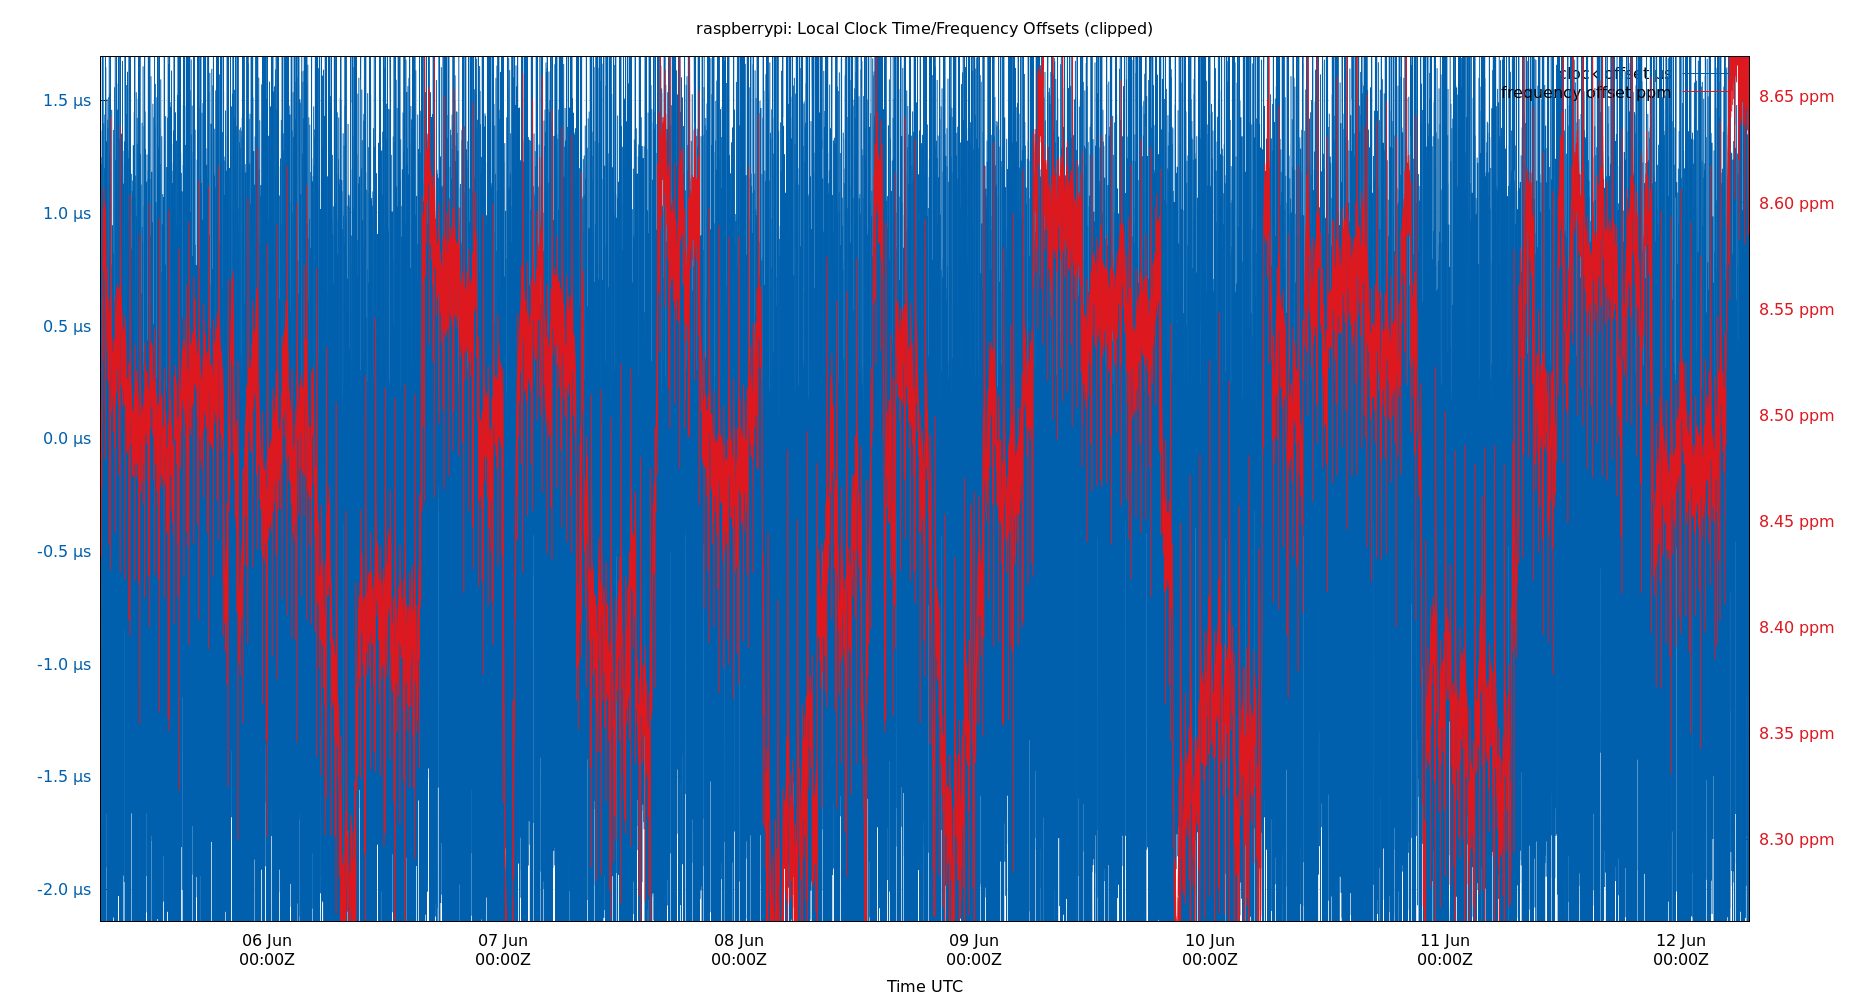 raspberrypi: Local Clock Time/Frequency Offsets (clipped)
clock offset µs
frequency offset ppm
1.5 µs
1.0 µs
0.5 µs
0.0 µs
-0.5 µs
-1.0 µs
-1.5 µs
-2.0 µs
8.65 ppm
8.60 ppm
8.55 ppm
8.50 ppm
8.45 ppm
8.40 ppm
8.35 ppm
8.30 ppm
06 Jun 07 Jun 08 Jun 09 Jun 10 Jun 11 Jun 12 Jun
00:00Z 00:00Z 00:00Z 00:00Z 00:00Z 00:00Z 00:00Z
Time UTC